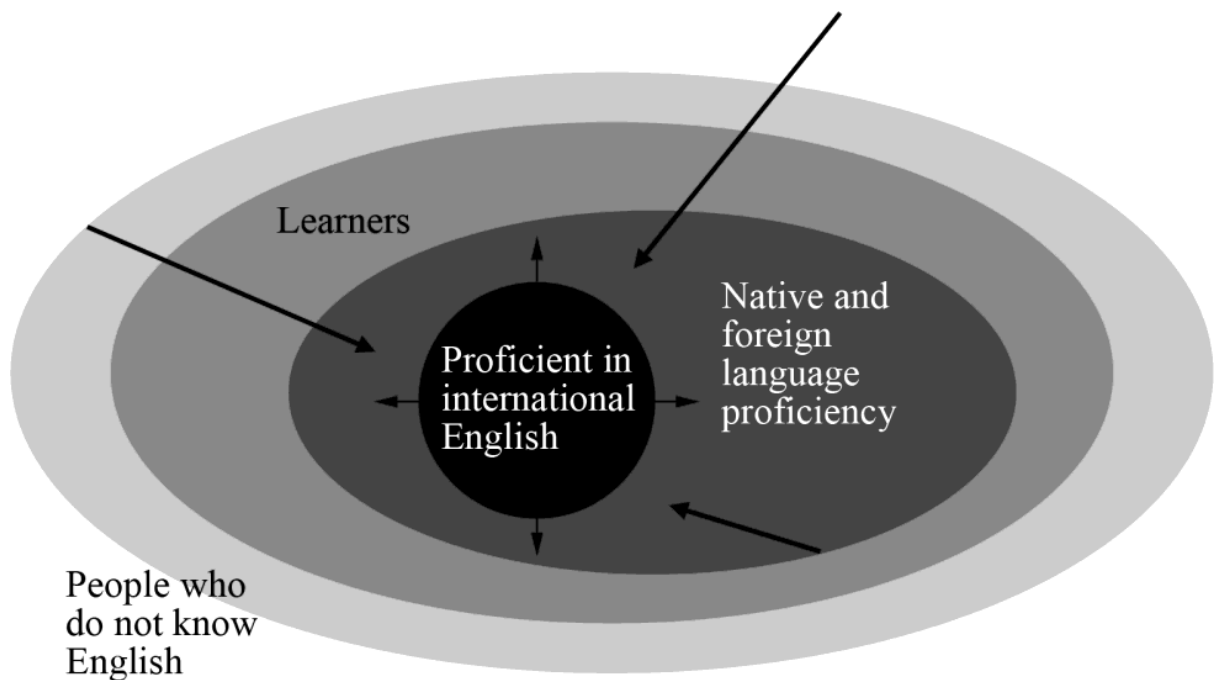 Learners
Native and
foreign
language
proficiency
Proficient in
international
English
People who
do not know
English